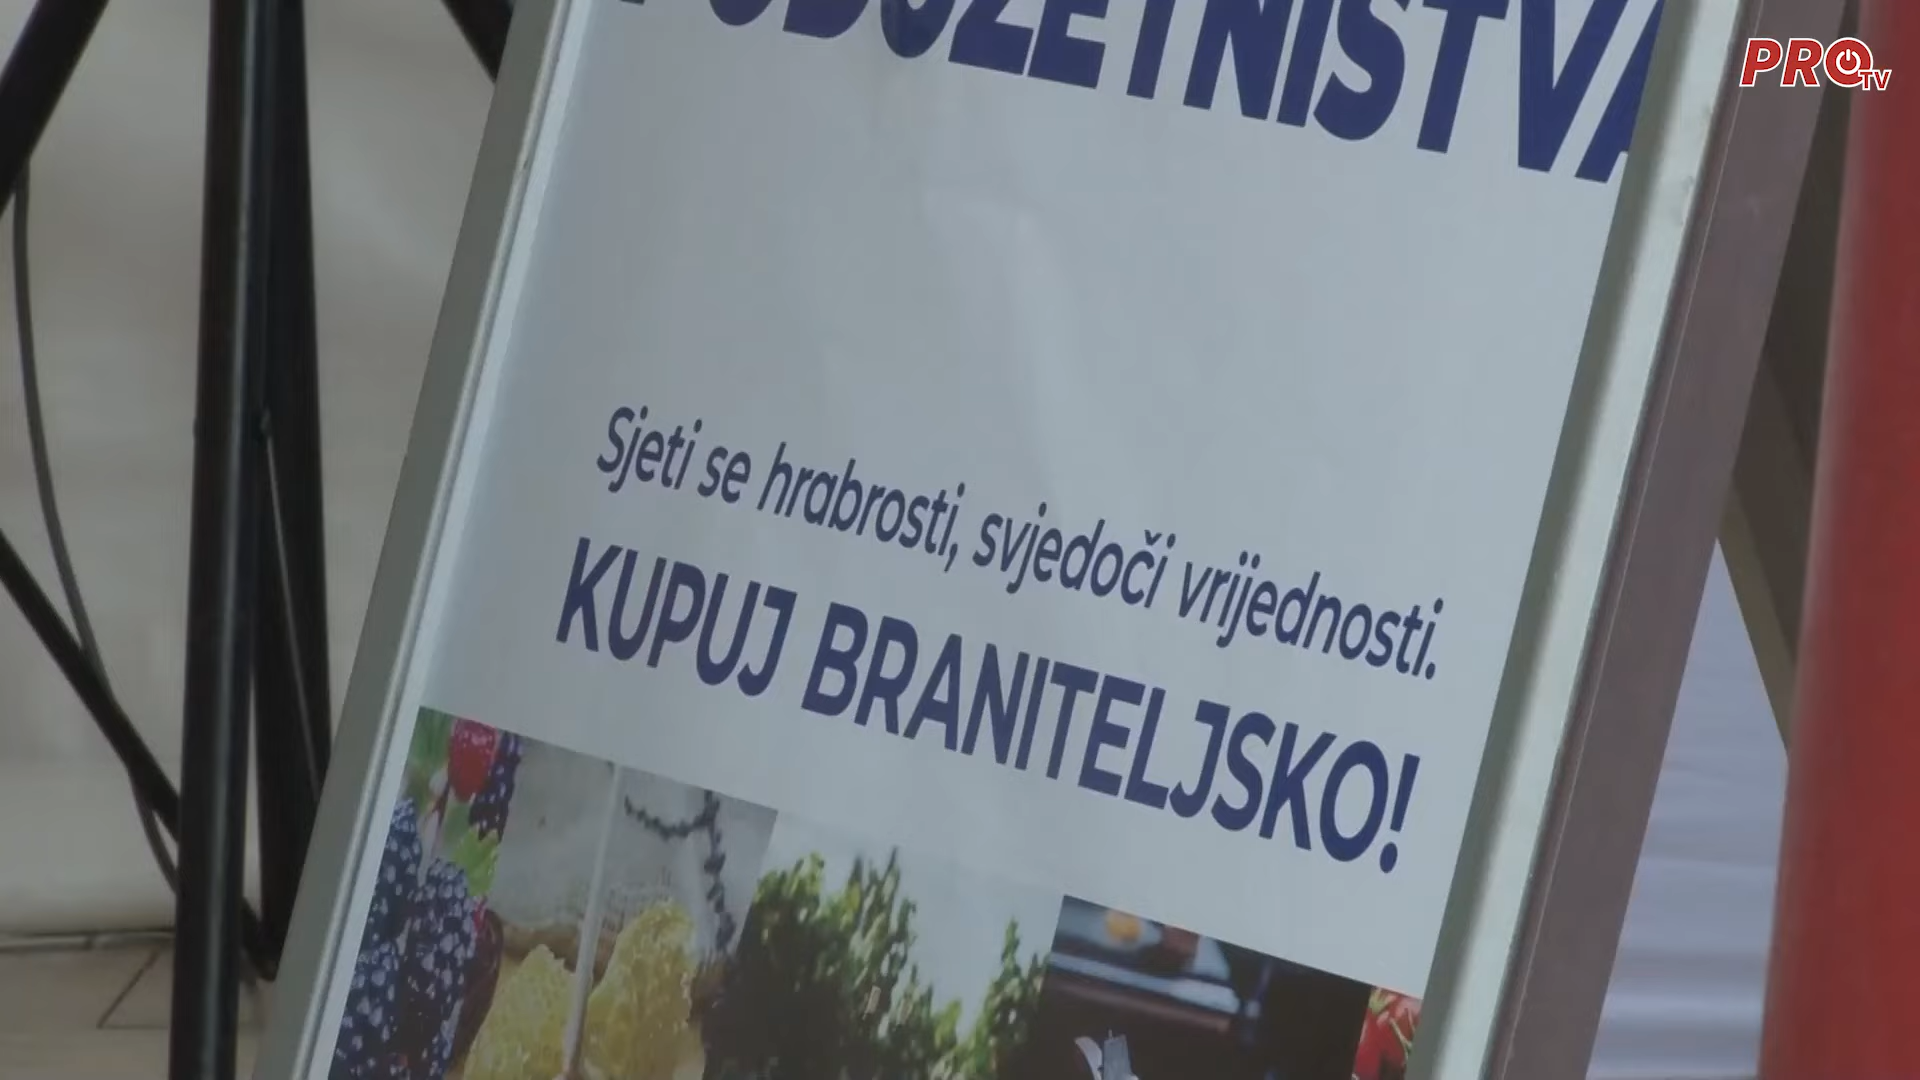 PRO TV
Sjeti se hrabrosti, svjedoči vrijednosti.
KUPUJ BRANITELJSKO!